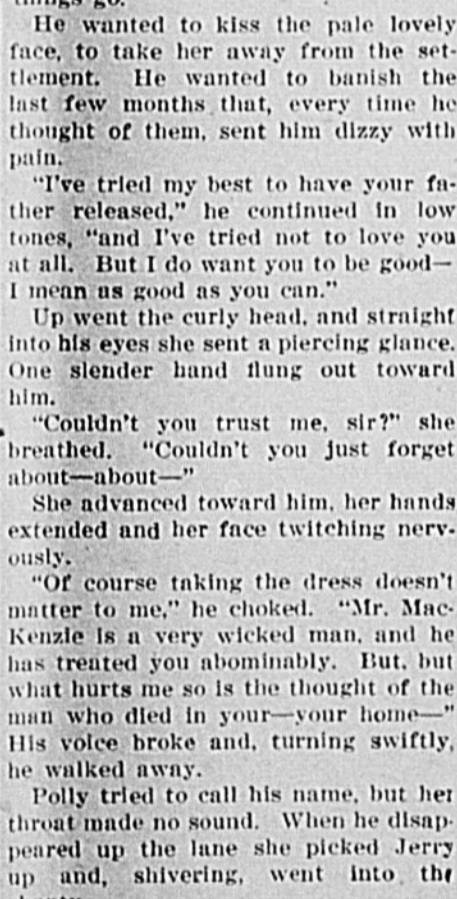 things go.
He wanted to kiss the pale lovely
face, to take her away from the set-
tlement. He wanted to banish the
last few months that, every time he
thought of them, sent him dizzy with
pain.
"I've tried my best to have your fa-
ther released," he continued in low
tones, "and I've tried not to love you
at all. But I do want you to be good—
I mean as good as you can."
Up went the curly head, and straight
into his eyes she sent a piercing glance.
One slender hand flung out toward
him.
"Couldn't you trust me, sir?" she
breathed. "Couldn't you just forget
about—about—"
She advanced toward him, her hands
extended and her face twitching nerv-
ously.
"Of course taking the dress doesn't
matter to me," he choked. "Mr. Mac-
Kenzie is a very wicked man, and he
has treated you abominably. But, but
what hurts me so is the thought of the
man who died in your—your home—"
His voice broke and, turning swiftly,
he walked away.
Polly tried to call his name, but her
throat made no sound. When he disap-
peared up the lane she picked Jerry
up and, shivering, went into the